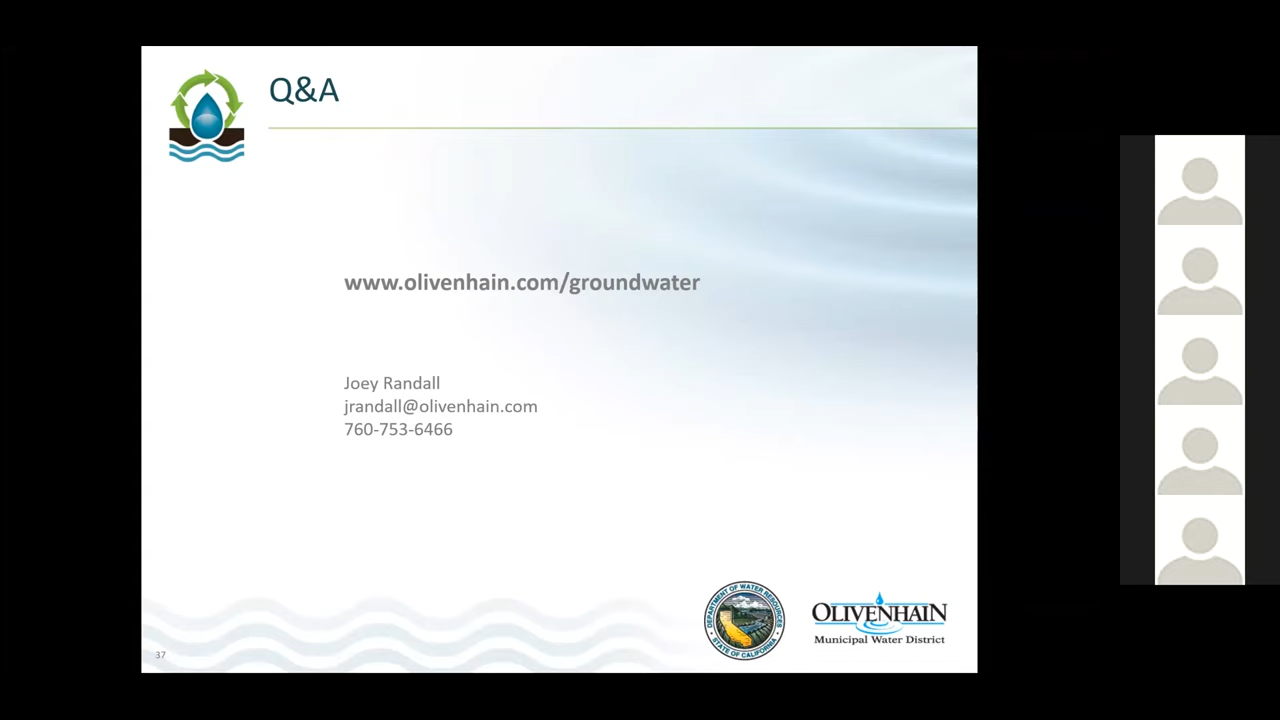 Q&A
www.olivenhain.com/groundwater
Joey Randall
jrandall@olivenhain.com
760-753-6466
DEPARTMENT OF WATER RESOURCES
STATE OF CALIFORNIA
OLIVENHAIN
Municipal Water District
37